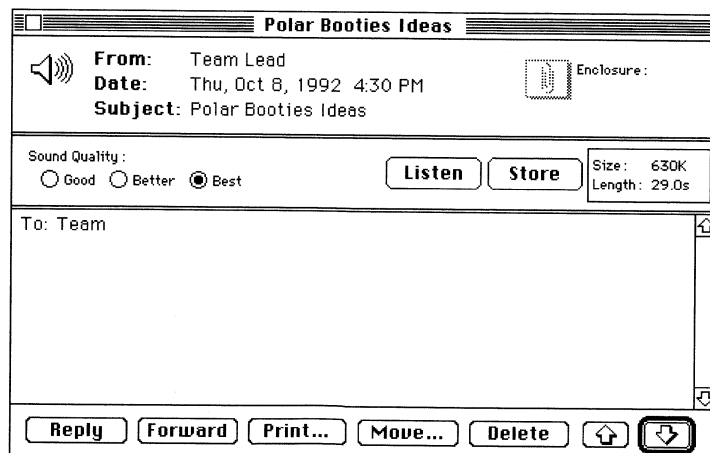 Polar Booties Ideas
From: Team Lead
Date: Thu, Oct 8, 1992 4:30 PM
Subject: Polar Booties Ideas
Enclosure:
Sound Quality:
Good Better Best
Listen Store
Size: 630K
Length: 29.0s
To: Team
Reply Forward Print... Move... Delete